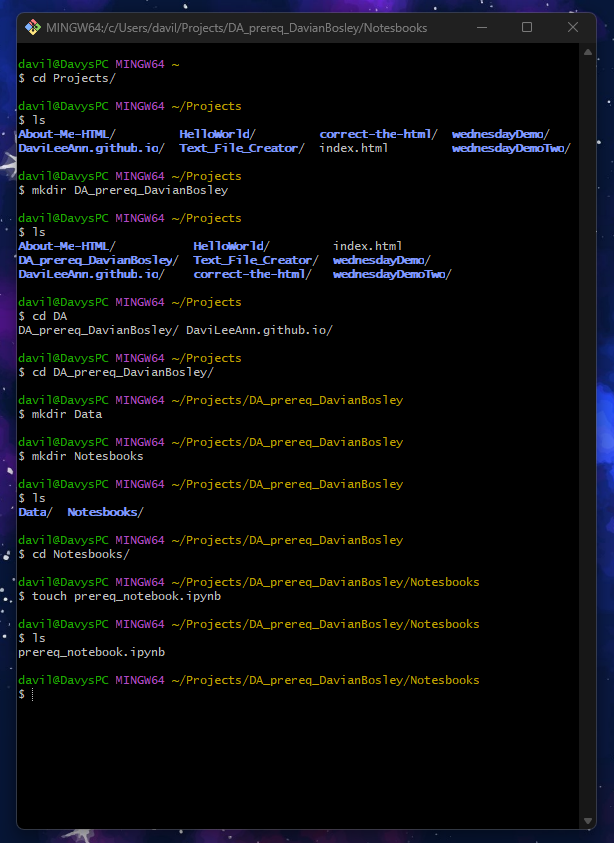 MINGW64:/c/Users/davil/Projects/DA_prereq_DavianBosley/Notesbooks
davil@DavysPC MINGW64 ~
$ cd Projects/
davil@DavysPC MINGW64 ~/Projects
$ ls
About-Me-HTML/ HelloWorld/ correct-the-html/ wednesdayDemo/
DaviLeeAnn.github.io/ Text_File_Creator/ index.html wednesdayDemoTwo/
davil@DavysPC MINGW64 ~/Projects
$ mkdir DA_prereq_DavianBosley
davil@DavysPC MINGW64 ~/Projects
$ ls
About-Me-HTML/ HelloWorld/ index.html
DA_prereq_DavianBosley/ Text_File_Creator/ wednesdayDemo/
DaviLeeAnn.github.io/ correct-the-html/ wednesdayDemoTwo/
davil@DavysPC MINGW64 ~/Projects
$ cd DA
DA_prereq_DavianBosley/ DaviLeeAnn.github.io/
davil@DavysPC MINGW64 ~/Projects
$ cd DA_prereq_DavianBosley/
davil@DavysPC MINGW64 ~/Projects/DA_prereq_DavianBosley
$ mkdir Data
davil@DavysPC MINGW64 ~/Projects/DA_prereq_DavianBosley
$ mkdir Notesbooks
davil@DavysPC MINGW64 ~/Projects/DA_prereq_DavianBosley
$ ls
Data/ Notesbooks/
davil@DavysPC MINGW64 ~/Projects/DA_prereq_DavianBosley
$ cd Notesbooks/
davil@DavysPC MINGW64 ~/Projects/DA_prereq_DavianBosley/Notesbooks
$ touch prereq_notebook.ipynb
davil@DavysPC MINGW64 ~/Projects/DA_prereq_DavianBosley/Notesbooks
$ ls
prereq_notebook.ipynb
davil@DavysPC MINGW64 ~/Projects/DA_prereq_DavianBosley/Notesbooks
$